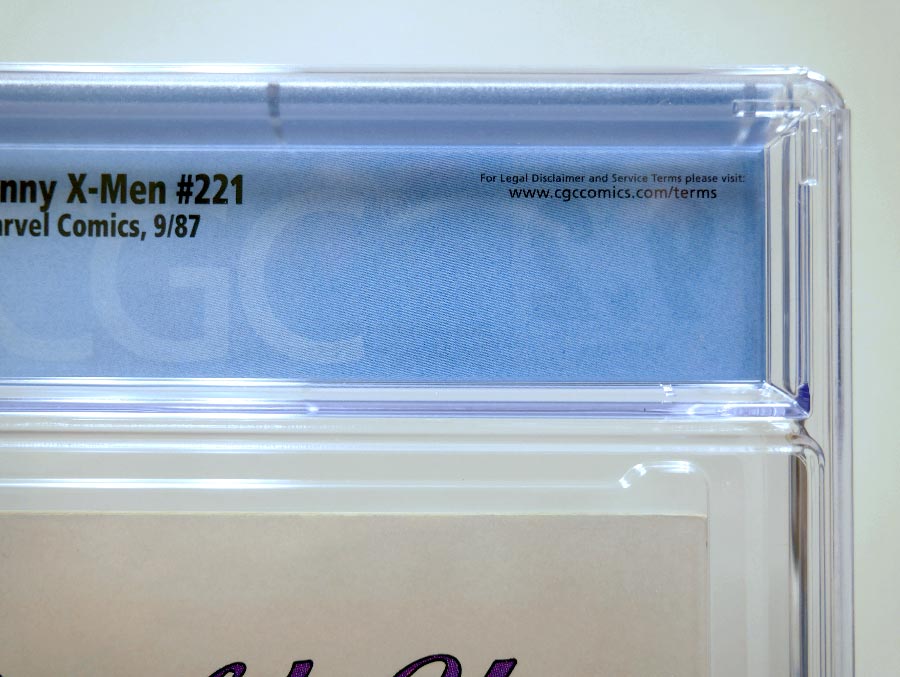 nny X-Men #221
arvel Comics, 9/87
For Legal Disclaimer and Service Terms please visit:
www.cgccomics.com/terms
CGC